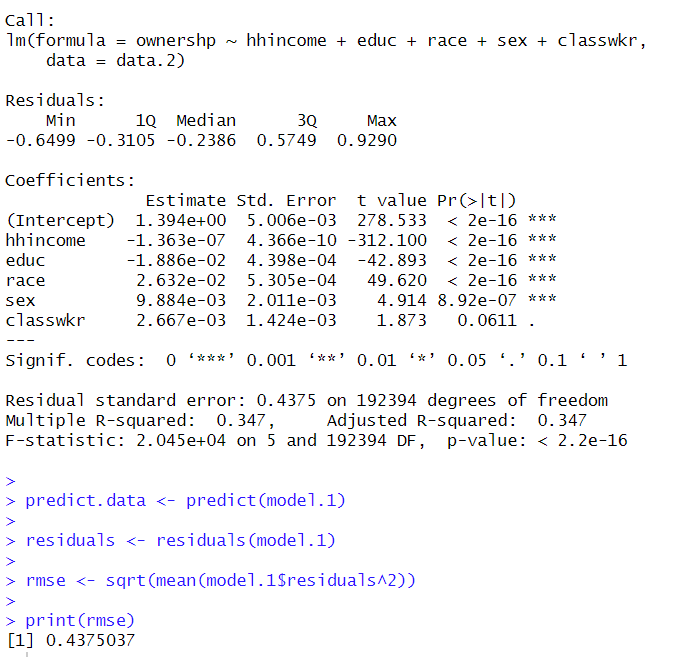 Call:
lm(formula = ownershp ~ hhincome + educ + race + sex + classwkr,
    data = data.2)
Residuals:
     Min       1Q   Median       3Q      Max
-0.6499 -0.3105 -0.2386  0.5749  0.9290
Coefficients:
              Estimate Std. Error  t value Pr(>|t|)
(Intercept)  1.394e+00  5.006e-03  278.533  < 2e-16 ***
hhincome    -1.363e-07  4.366e-10 -312.100  < 2e-16 ***
educ        -1.886e-02  4.398e-04  -42.893  < 2e-16 ***
race         2.632e-02  5.305e-04   49.620  < 2e-16 ***
sex          9.884e-03  2.011e-03    4.914 8.92e-07 ***
classwkr     2.667e-03  1.424e-03    1.873   0.0611 .
---
Signif. codes:  0 ‘***’ 0.001 ‘**’ 0.01 ‘*’ 0.05 ‘.’ 0.1 ‘ ’ 1
Residual standard error: 0.4375 on 192394 degrees of freedom
Multiple R-squared:  0.347,     Adjusted R-squared:  0.347
F-statistic: 2.045e+04 on 5 and 192394 DF,  p-value: < 2.2e-16
>
> predict.data <- predict(model.1)
>
> residuals <- residuals(model.1)
>
> rmse <- sqrt(mean(model.1$residuals^2))
>
> print(rmse)
[1] 0.4375037